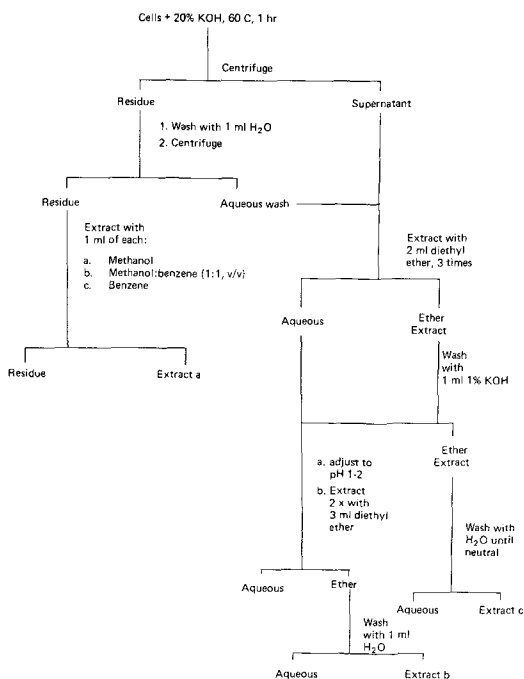 Cells + 20% KOH, 60 C, 1 hr
Centrifuge
Residue
Supernatant
1. Wash with 1 ml H₂O
2. Centrifuge
Residue
Aqueous wash
Extract with
1 ml of each:
a. Methanol
b. Methanol:benzene (1:1, v/v)
c. Benzene
Extract with
2 ml diethyl
ether, 3 times
Aqueous
Ether
Extract
Residue
Extract a
Wash
with
1 ml 1% KOH
a. adjust to
pH 1-2
b. Extract
2 x with
3 ml diethyl
ether
Ether
Extract
Wash with
H₂O until
neutral
Aqueous
Ether
Aqueous
Extract c
Wash
with 1 ml
H₂O
Aqueous
Extract b